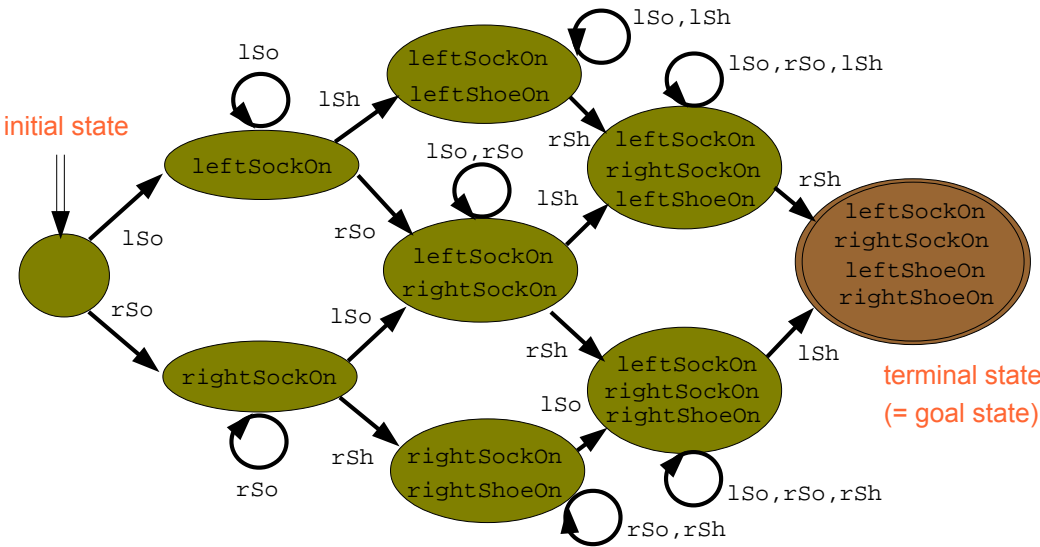 lSo,lSh
lSo
leftSockOn
leftShoeOn
lSo,rSo,lSh
lSh
initial state
rSh
leftSockOn
rightSockOn
leftShoeOn
lSo,rSo
leftSockOn
rSh
lSh
lSo
rSo
leftSockOn
rightSockOn
leftSockOn
rightSockOn
leftShoeOn
rightShoeOn
rSo
lSo
rSh
lSh
rightSockOn
leftSockOn
rightSockOn
rightShoeOn
terminal state
(= goal state)
lSo
rSh
rightSockOn
rightShoeOn
rSo
lSo,rSo,rSh
rSo,rSh